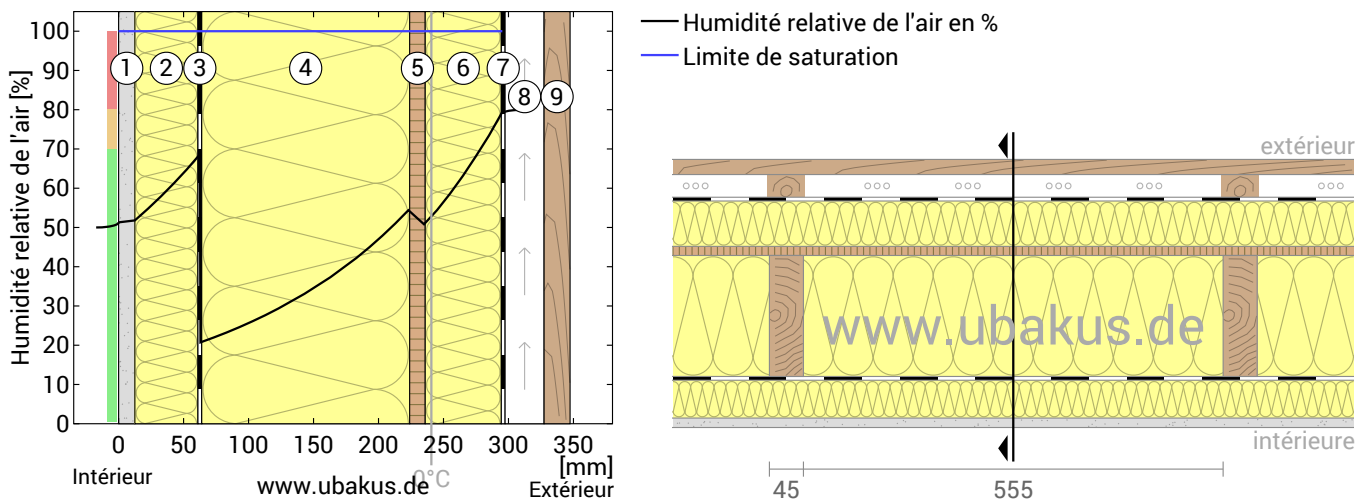 Humidité relative de l'air [%]
100
90
80
70
60
50
40
30
20
10
0
1
2
3
4
5
6
7
8
9
0
50
100
150
200
250
300
350
[mm]
0°C
Intérieur
www.ubakus.de
Extérieur
Humidité relative de l'air en %
Limite de saturation
extérieur
www.ubakus.de
intérieure
45
555